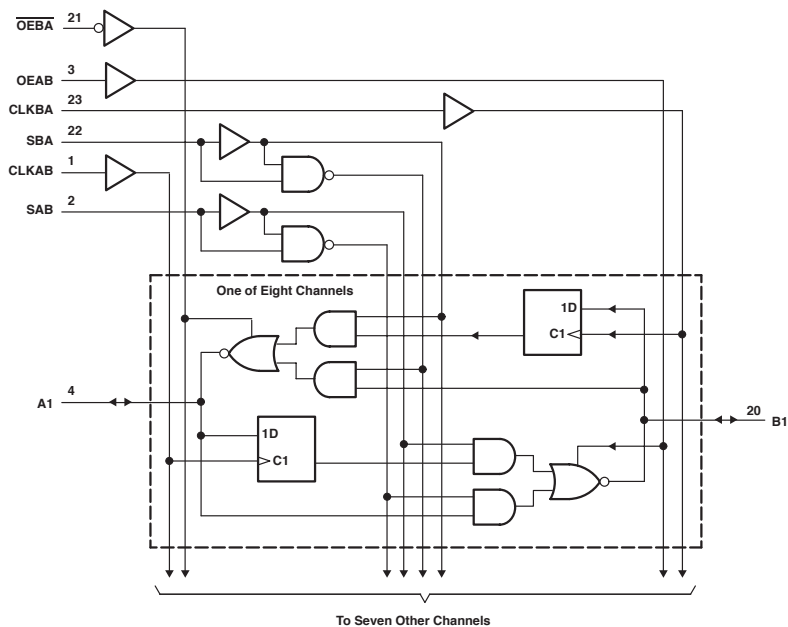 OEBA 21
OEAB 3
CLKBA 23
SBA 22
CLKAB 1
SAB 2
One of Eight Channels
1D
C1
A1 4
20 B1
1D
C1
To Seven Other Channels